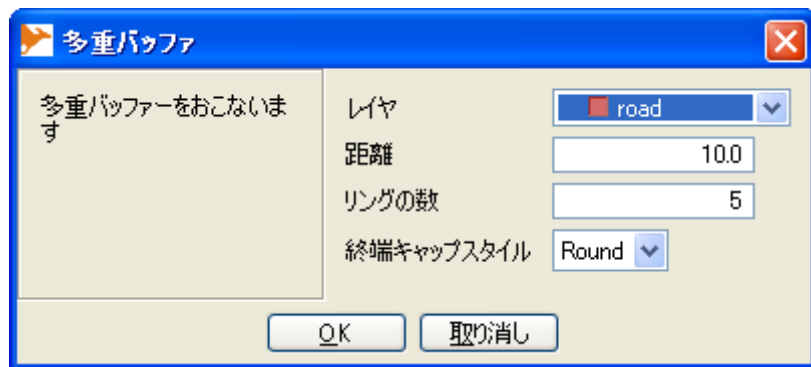 多重バッファ
多重バッファーをおこないま
す
レイヤ road
距離 10.0
リングの数 5
終端キャップスタイル Round
OK 取り消し